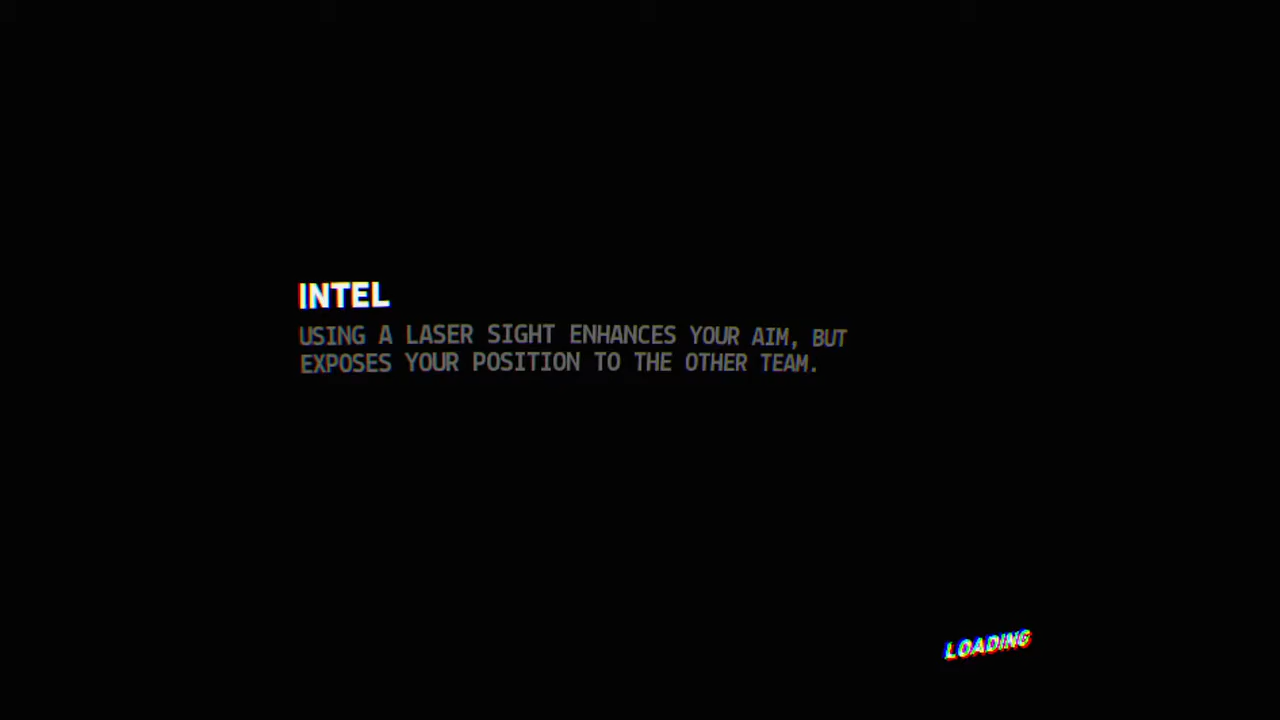 INTEL
USING A LASER SIGHT ENHANCES YOUR AIM, BUT
EXPOSES YOUR POSITION TO THE OTHER TEAM.
LOADING